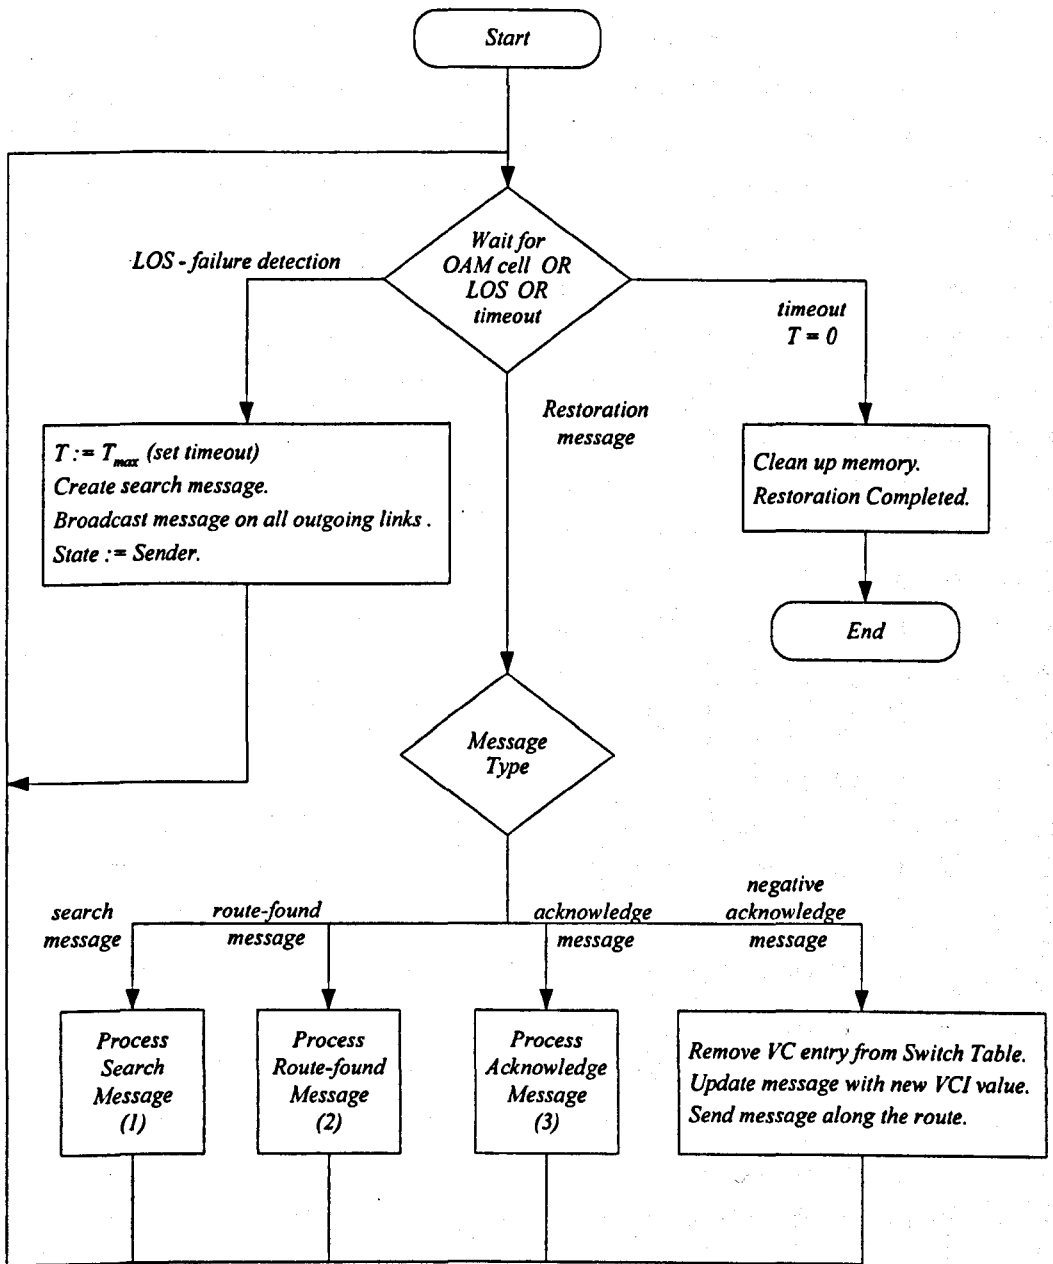 Start
Wait for
OAM cell OR
LOS OR
timeout
LOS - failure detection
timeout
T = 0
Restoration
message
T := Tmax (set timeout)
Create search message.
Broadcast message on all outgoing links .
State := Sender.
Clean up memory.
Restoration Completed.
End
Message
Type
search
message
route-found
message
acknowledge
message
negative
acknowledge
message
Process
Search
Message
(1)
Process
Route-found
Message
(2)
Process
Acknowledge
Message
(3)
Remove VC entry from Switch Table.
Update message with new VCI value.
Send message along the route.